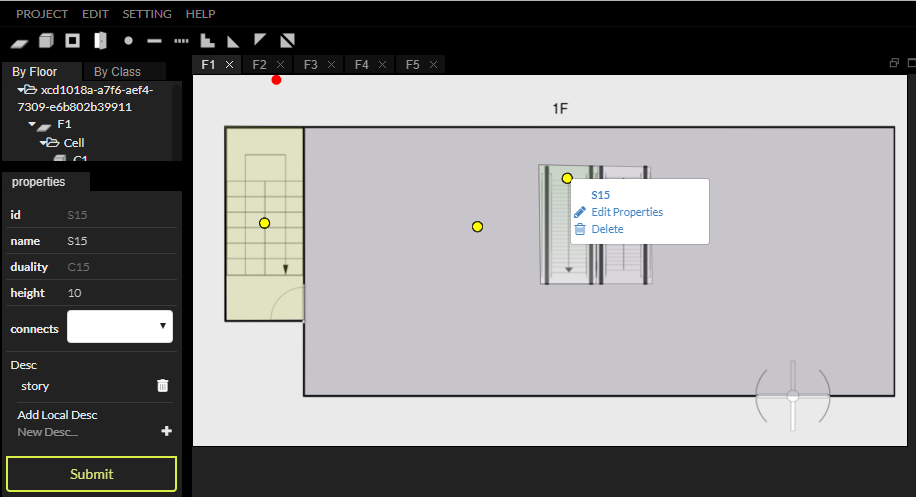 PROJECT EDIT SETTING HELP
F1 F2 F3 F4 F5
By Floor By Class
xcd1018a-a7f6-aef4-
7309-e6b802b39911
F1
Cell
C1
properties
id S15
name S15
duality C15
height 10
connects
Desc
story
Add Local Desc
New Desc...
Submit
1F
S15
Edit Properties
Delete